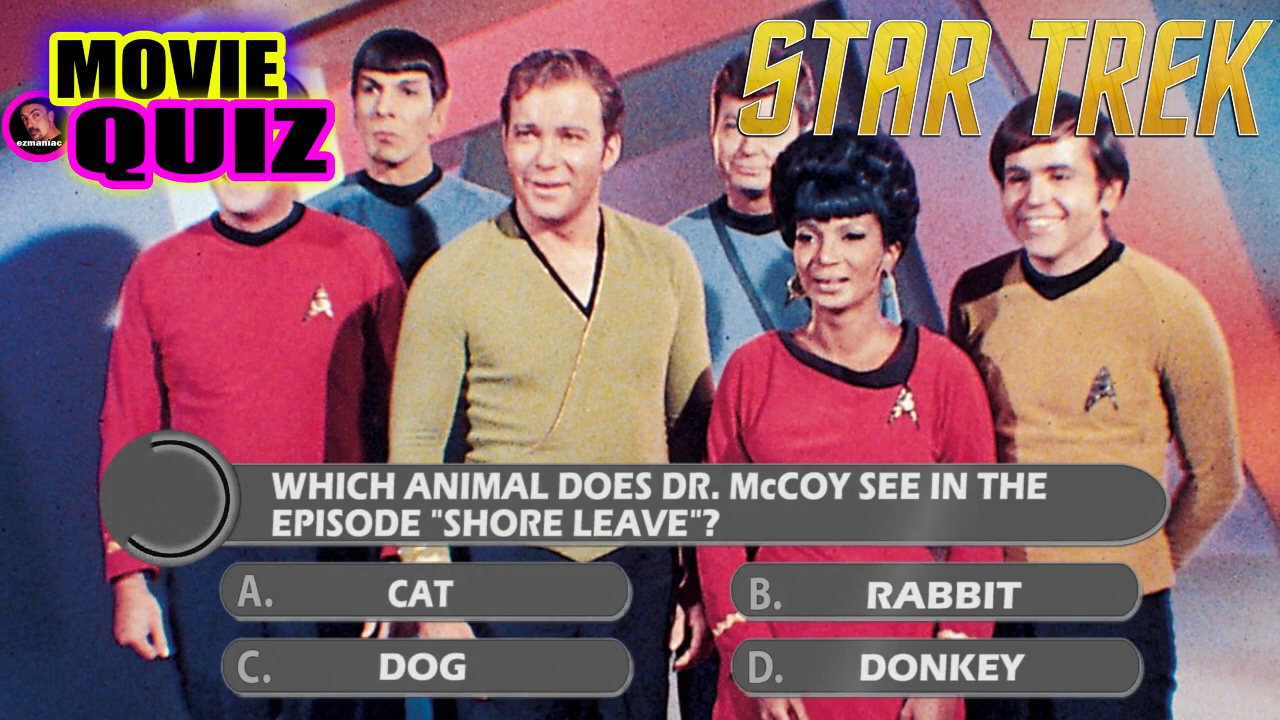 MOVIE
QUIZ
ezmaniac
STAR TREK
WHICH ANIMAL DOES DR. McCOY SEE IN THE
EPISODE "SHORE LEAVE"?
A. CAT
B. RABBIT
C. DOG
D. DONKEY